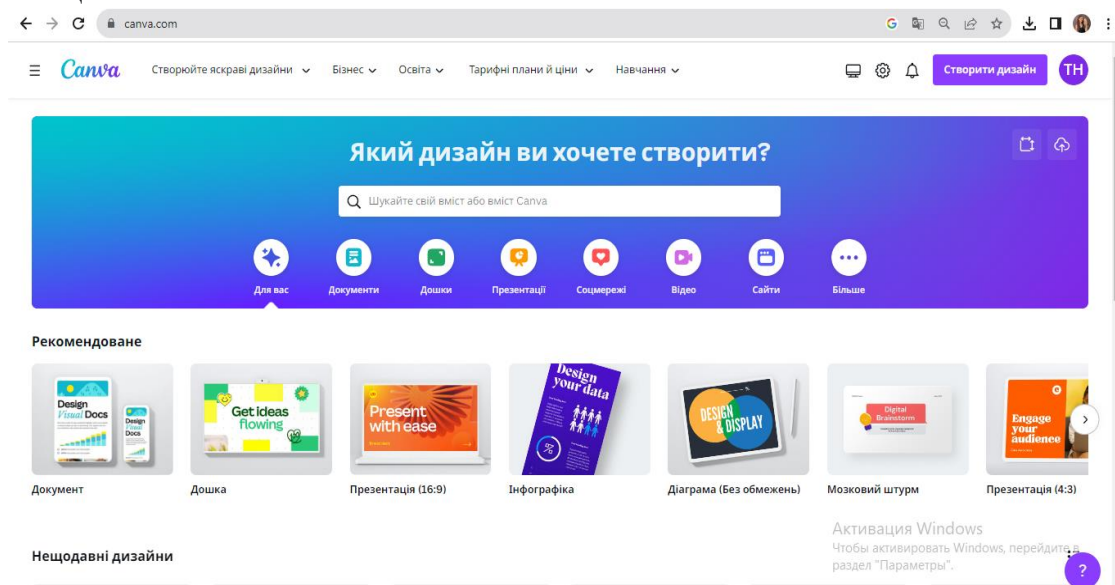 canva.com
Canva
Створюйте яскраві дизайни
Бізнес
Освіта
Тарифні плани й ціни
Навчання
Створити дизайн
TH
Який дизайн ви хочете створити?
Шукайте свій вміст або вміст Canva
Для вас
Документи
Дошки
Презентації
Соцмережі
Відео
Сайти
Більше
Рекомендоване
Design
Visual Docs
Design
Visual
Docs
Get ideas
flowing
Present
with ease
Design
your data
%
DESIGN
& DISPLAY
Digital
Brainstorm
Engage
your
audience
Документ
Дошка
Презентація (16:9)
Інфографіка
Діаграма (Без обмежень)
Мозковий штурм
Презентація (4:3)
Активация Windows
Чтобы активировать Windows, перейдите в
раздел "Параметры".
Нещодавні дизайни
?